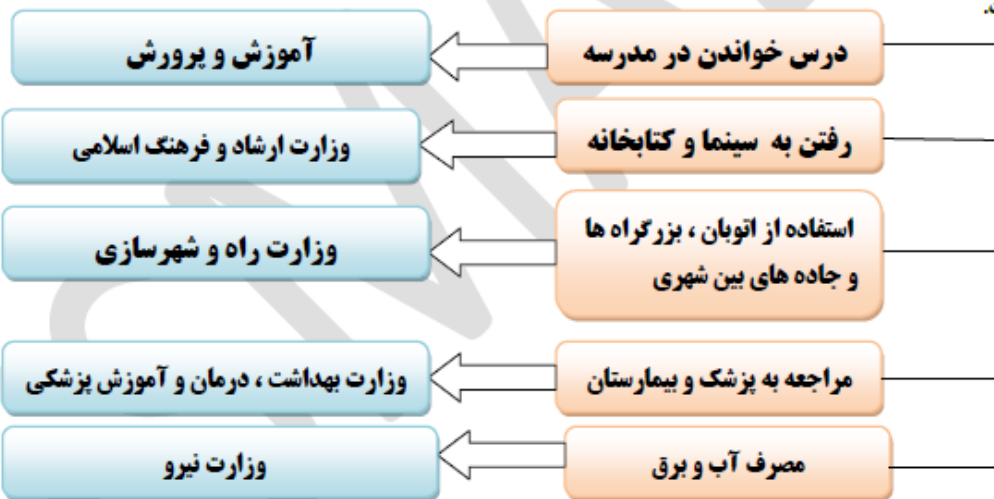 درس خواندن در مدرسه
آموزش و پرورش
رفتن به سینما و کتابخانه
وزارت ارشاد و فرهنگ اسلامی
استفاده از اتوبان ، بزرگراه ها
و جاده های بین شهری
وزارت راه و شهرسازی
مراجعه به پزشک و بیمارستان
وزارت بهداشت ، درمان و آموزش پزشکی
مصرف آب و برق
وزارت نیرو